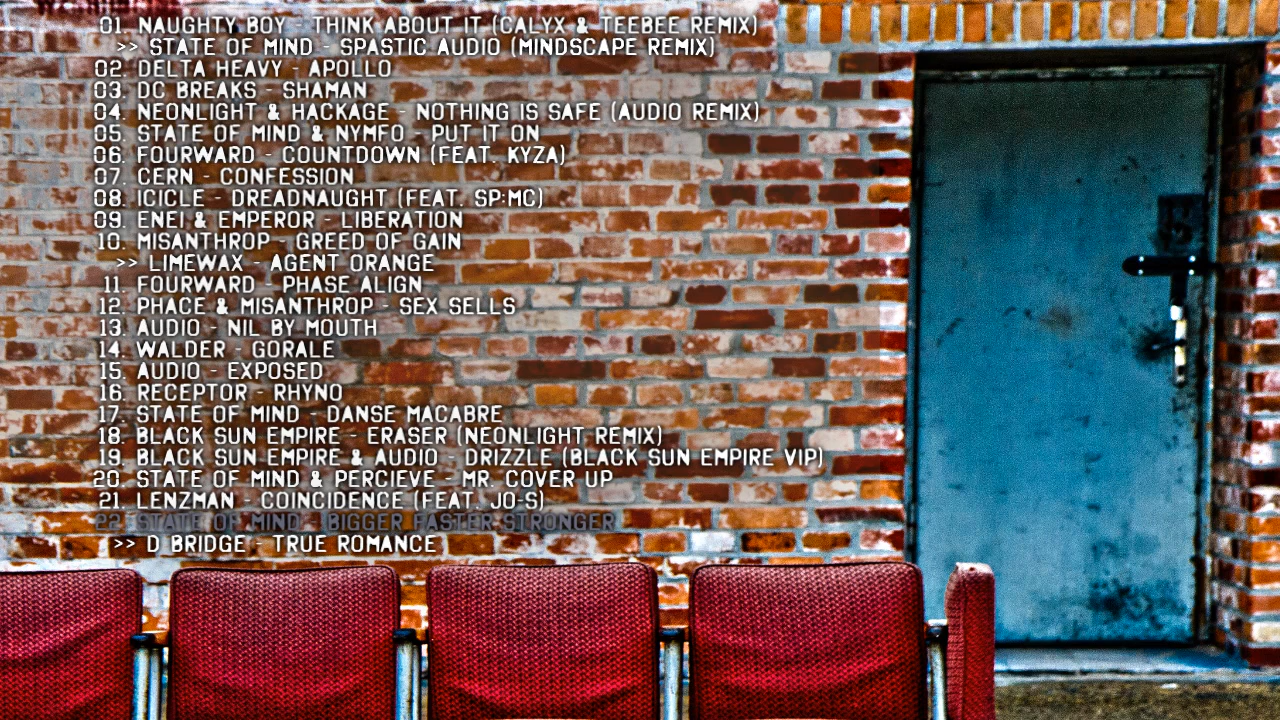 01. NAUGHTY BOY - THINK ABOUT IT (CALYX & TEEBEE REMIX)
>> STATE OF MIND - SPASTIC AUDIO (MINDSCAPE REMIX)
02. DELTA HEAVY - APOLLO
03. DC BREAKS - SHAMAN
04. NEONLIGHT & HACKAGE - NOTHING IS SAFE (AUDIO REMIX)
05. STATE OF MIND & NYMFO - PUT IT ON
06. FOURWARD - COUNTDOWN (FEAT. KYZA)
07. CERN - CONFESSION
08. ICICLE - DREADNAUGHT (FEAT. SP:MC)
09. ENEI & EMPEROR - LIBERATION
10. MISANTHROP - GREED OF GAIN
>> LIMEWAX - AGENT ORANGE
11. FOURWARD - PHASE ALIGN
12. PHACE & MISANTHROP - SEX SELLS
13. AUDIO - NIL BY MOUTH
14. WALDER - GORALE
15. AUDIO - EXPOSED
16. RECEPTOR - RHYNO
17. STATE OF MIND - DANSE MACABRE
18. BLACK SUN EMPIRE - ERASER (NEONLIGHT REMIX)
19. BLACK SUN EMPIRE & AUDIO - DRIZZLE (BLACK SUN EMPIRE VIP)
20. STATE OF MIND & PERCIEVE - MR. COVER UP
21. LENZMAN - COINCIDENCE (FEAT. JO-S)
22. STATE OF MIND - BIGGER FASTER STRONGER
>> D BRIDGE - TRUE ROMANCE